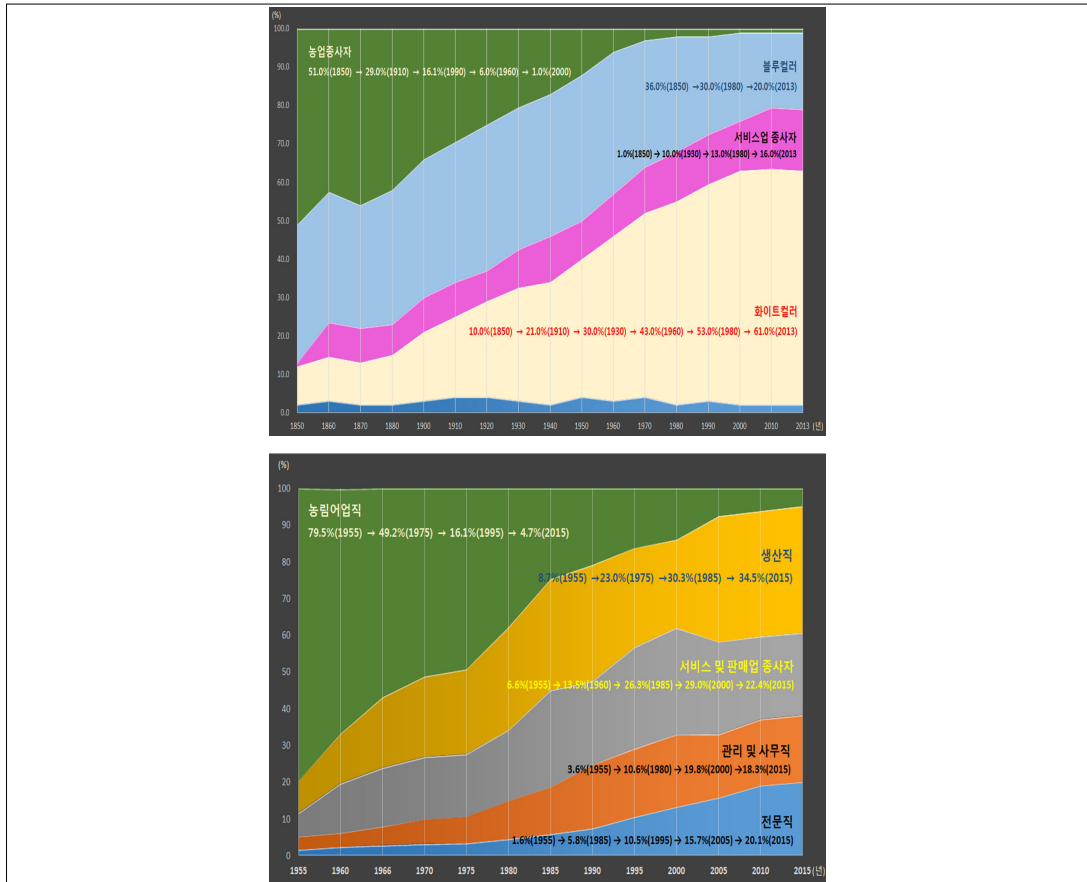 (%)
100.0
90.0
80.0
70.0
60.0
50.0
40.0
30.0
20.0
10.0
0.0
농업종사자
51.0%(1850) → 29.0%(1910) → 16.1%(1990) → 6.0%(1960) → 1.0%(2000)
블루컬러
36.0%(1850) →30.0%(1980) →20.0%(2013)
서비스업 종사자
1.0%(1850) → 10.0%(1930) → 13.0%(1980) → 16.0%(2013
화이트컬러
10.0%(1850) → 21.0%(1910) → 30.0%(1930) → 43.0%(1960) → 53.0%(1980) → 61.0%(2013)
1850 1860 1870 1880 1900 1910 1920 1930 1940 1950 1960 1970 1980 1990 2000 2010 2013 (년)
(%)
100
90
80
70
60
50
40
30
20
10
0
농림어업직
79.5%(1955) → 49.2%(1975) → 16.1%(1995) → 4.7%(2015)
생산직
8.7%(1955) →23.0%(1975) →30.3%(1985) → 34.5%(2015)
서비스 및 판매업 종사자
6.6%(1955) → 13.5%(1960) → 26.3%(1985) → 29.0%(2000) → 22.4%(2015)
관리 및 사무직
3.6%(1955) → 10.6%(1980) → 19.8%(2000) →18.3%(2015)
전문직
1.6%(1955) → 5.8%(1985) → 10.5%(1995) → 15.7%(2005) → 20.1%(2015)
1955 1960 1966 1970 1975 1980 1985 1990 1995 2000 2005 2010 2015 (년)